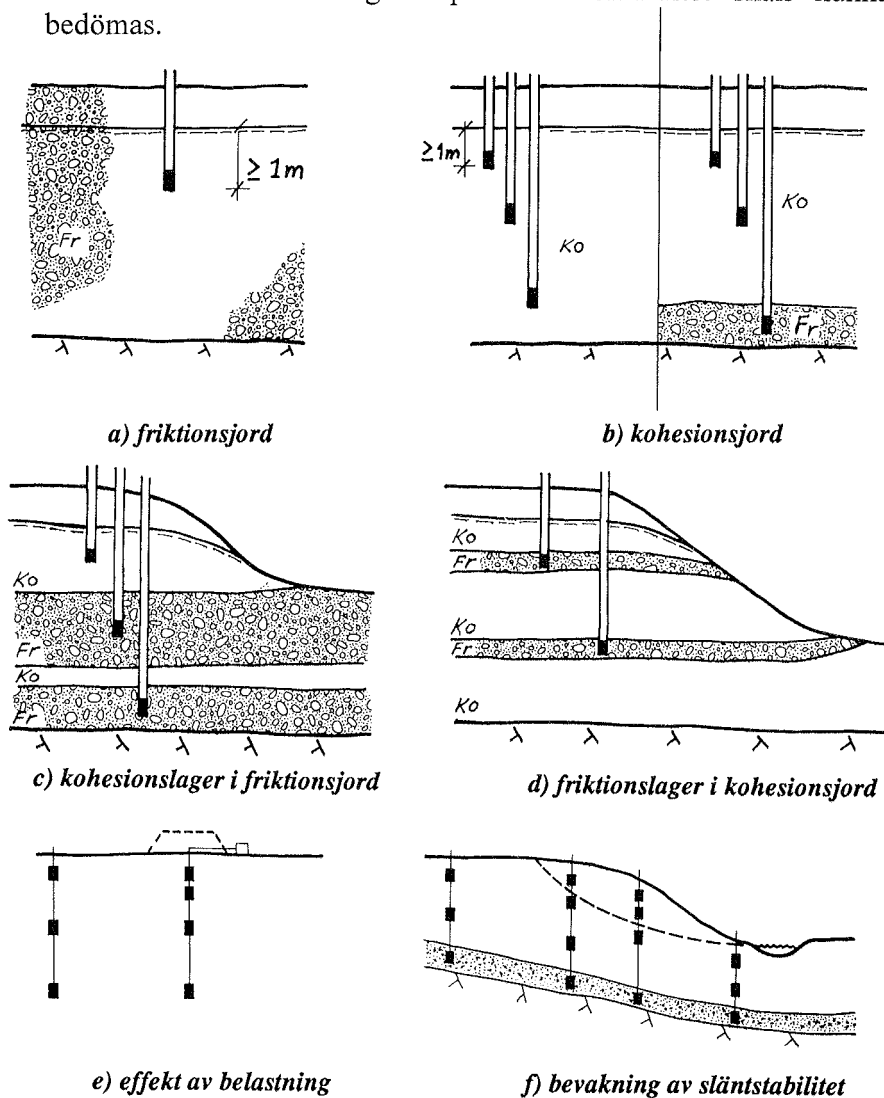 bedömas.
≥ 1m
Fr
a) friktionsjord
≥1m
Ko
Ko
Fr
b) kohesionsjord
Ko
Fr
Ko
Fr
c) kohesionslager i friktionsjord
Ko
Fr
Ko
Fr
Ko
d) friktionslager i kohesionsjord
e) effekt av belastning
f) bevakning av släntstabilitet